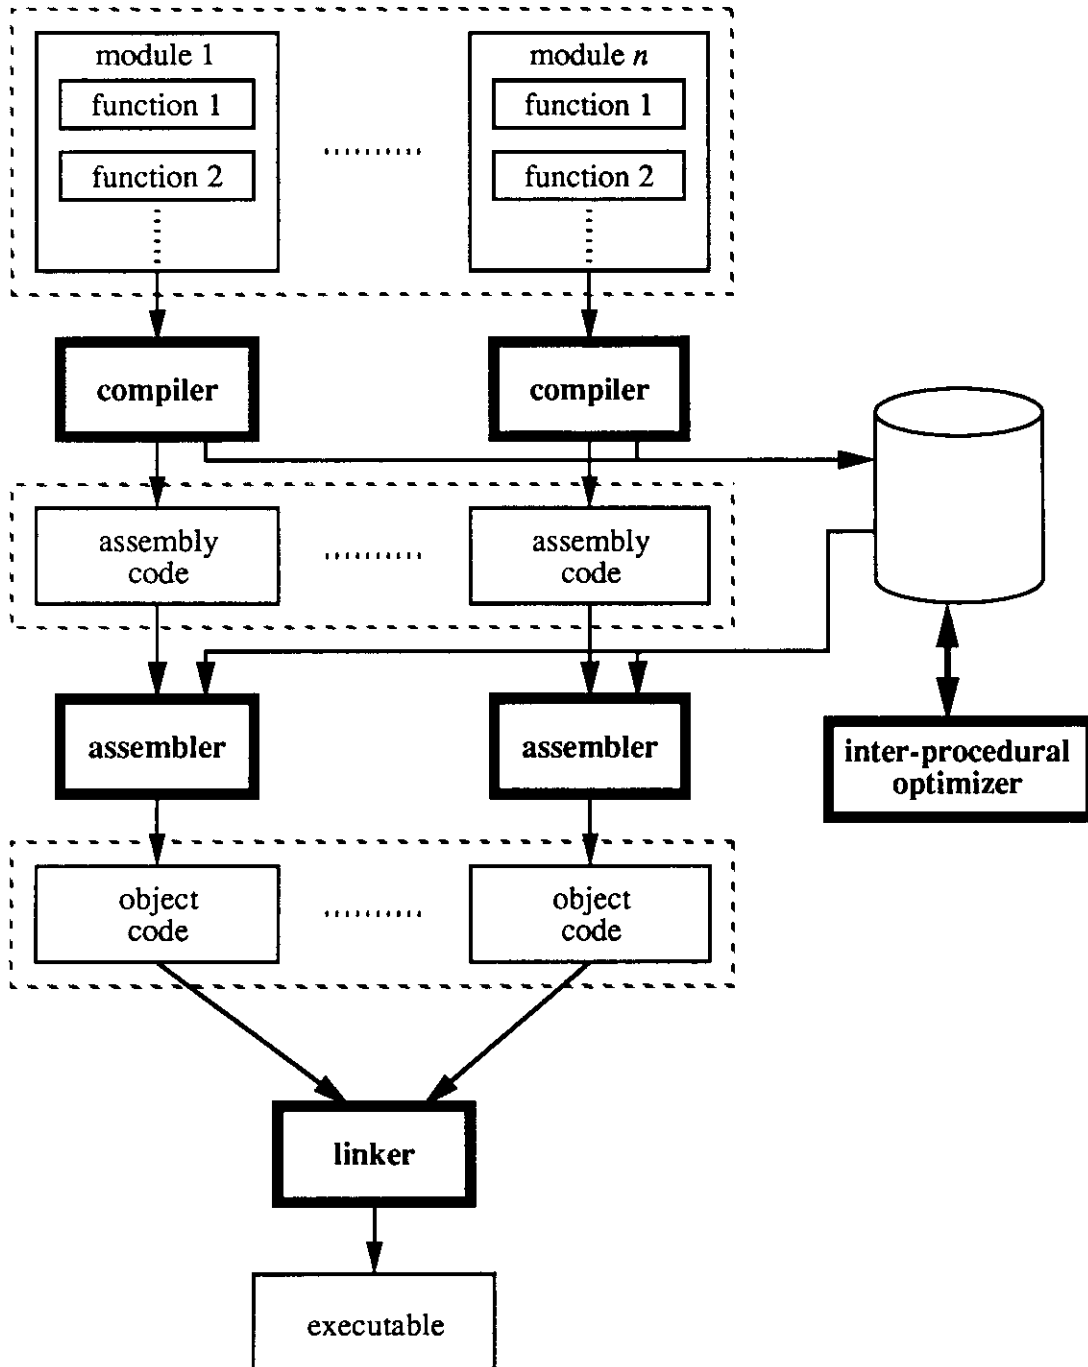 module 1
function 1
function 2
module n
function 1
function 2
compiler
compiler
assembly
code
assembly
code
assembler
assembler
inter-procedural
optimizer
object
code
object
code
linker
executable